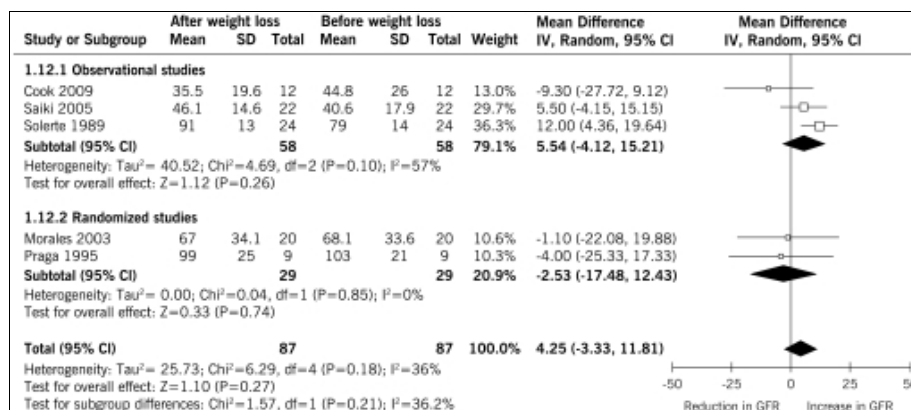 After weight loss Before weight loss Mean Difference Mean Difference
Study or Subgroup Mean SD Total Mean SD Total Weight IV, Random, 95% CI IV, Random, 95% CI
1.12.1 Observational studies
Cook 2009 35.5 19.6 12 44.8 26 12 13.0% -9.30 (-27.72, 9.12)
Saiki 2005 46.1 14.6 22 40.6 17.9 22 29.7% 5.50 (-4.15, 15.15)
Solerte 1989 91 13 24 79 14 24 36.3% 12.00 (4.36, 19.64)
Subtotal (95% CI) 58 58 79.1% 5.54 (-4.12, 15.21)
Heterogeneity: Tau²= 40.52; Chi²=4.69, df=2 (P=0.10); I²=57%
Test for overall effect: Z=1.12 (P=0.26)
1.12.2 Randomized studies
Morales 2003 67 34.1 20 68.1 33.6 20 10.6% -1.10 (-22.08, 19.88)
Praga 1995 99 25 9 103 21 9 10.3% -4.00 (-25.33, 17.33)
Subtotal (95% CI) 29 29 20.9% -2.53 (-17.48, 12.43)
Heterogeneity: Tau²= 0.00; Chi²=0.04, df=1 (P=0.85); I²=0%
Test for overall effect: Z=0.33 (P=0.74)
Total (95% CI) 87 87 100.0% 4.25 (-3.33, 11.81)
Heterogeneity: Tau²= 25.73; Chi²=6.29, df=4 (P=0.18); I²=36%
Test for overall effect: Z=1.10 (P=0.27)
Test for subgroup differences: Chi²=1.57, df=1 (P=0.21); I²=36.2%
-50 -25 0 25 50
Reduction in GFR Increase in GFR